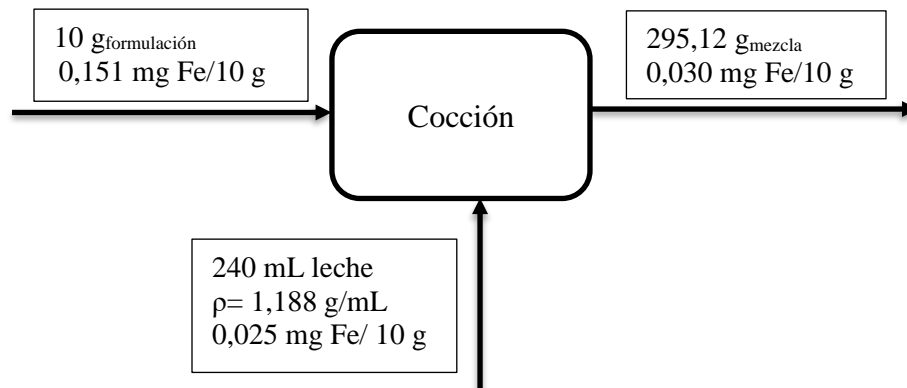 10 gformulación
0,151 mg Fe/10 g
295,12 gmezcla
0,030 mg Fe/10 g
Cocción
240 mL leche
ρ= 1,188 g/mL
0,025 mg Fe/ 10 g